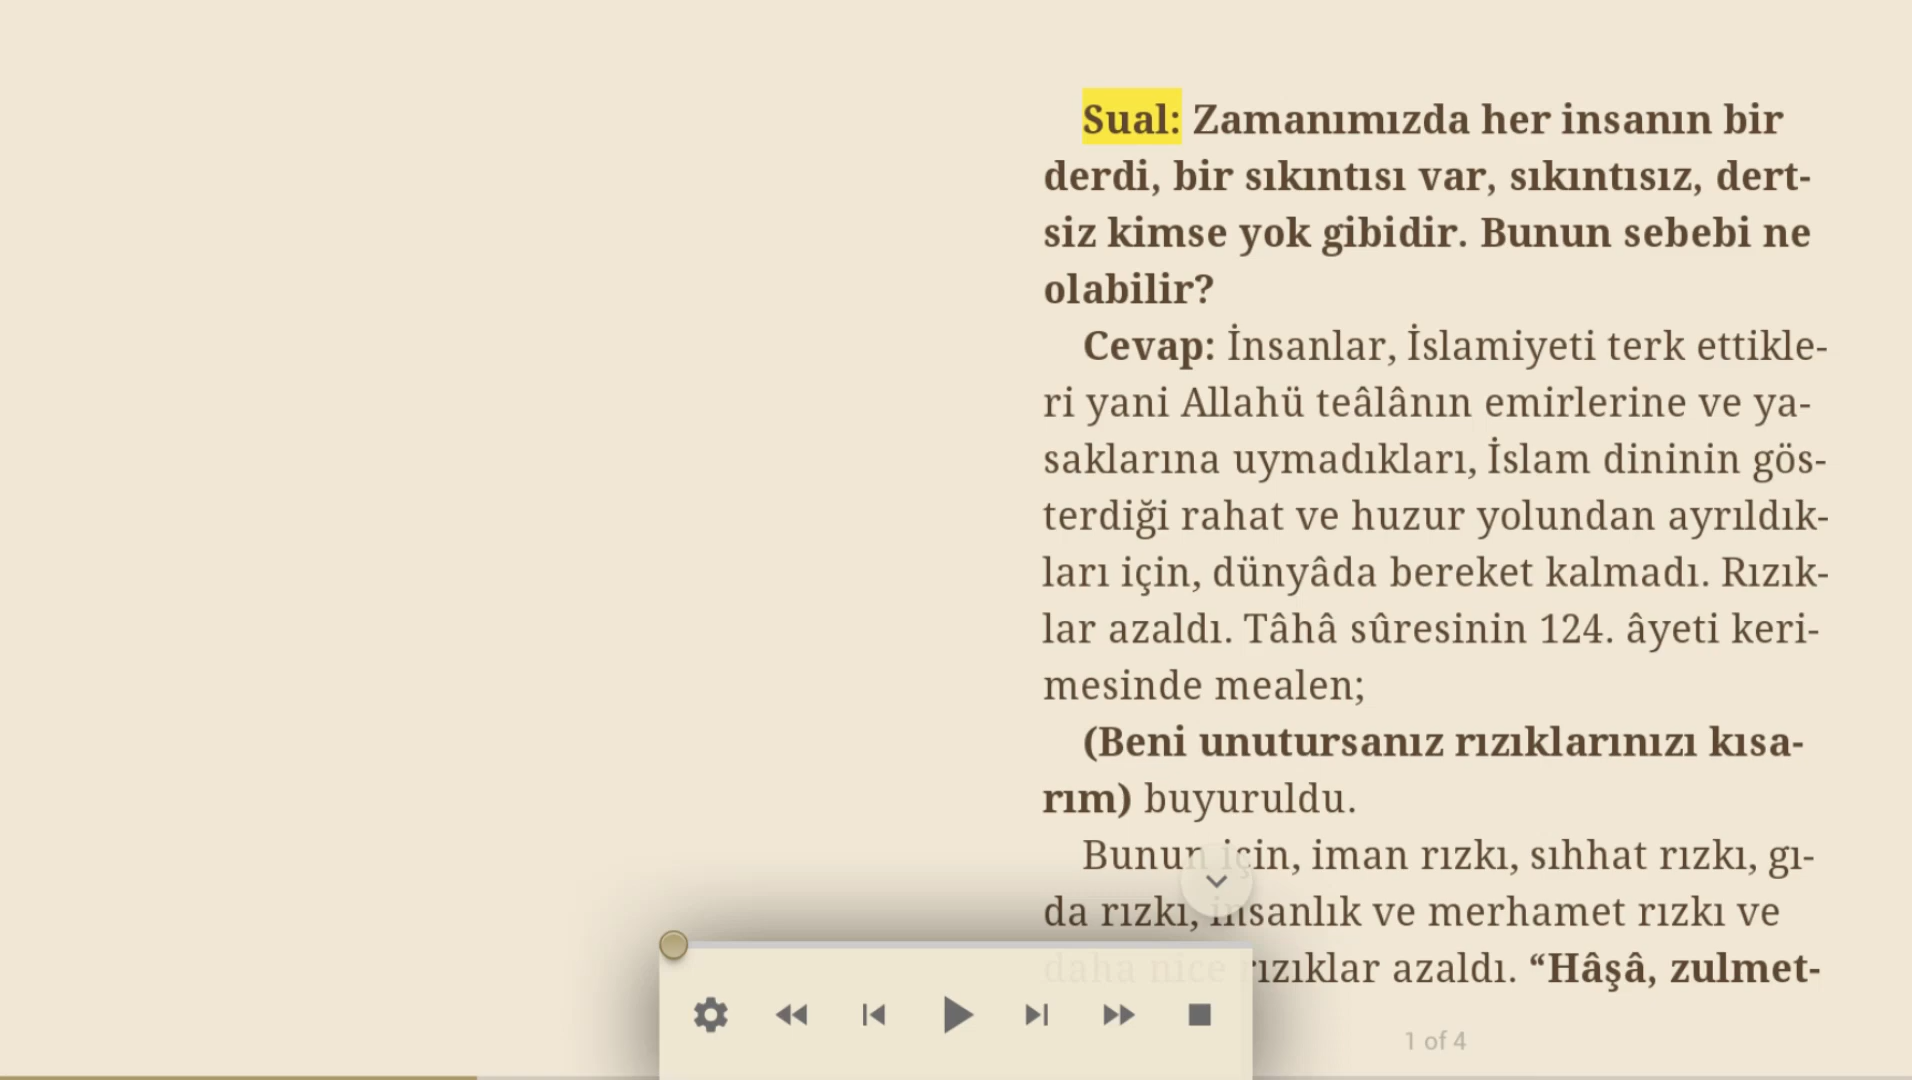 Sual: Zamanımızda her insanın bir
derdi, bir sıkıntısı var, sıkıntısız, dert-
siz kimse yok gibidir. Bunun sebebi ne
olabilir?
Cevap: İnsanlar, İslamiyeti terk ettikle-
ri yani Allahü teâlânın emirlerine ve ya-
saklarına uymadıkları, İslam dininin gös-
terdiği rahat ve huzur yolundan ayrıldık-
ları için, dünyâda bereket kalmadı. Rızık-
lar azaldı. Tâhâ sûresinin 124. âyeti keri-
mesinde mealen;
(Beni unutursanız rızıklarınızı kısa-
rım) buyuruldu.
Bunun için, iman rızkı, sıhhat rızkı, gı-
da rızkı, insanlık ve merhamet rızkı ve
daha nice rızıklar azaldı. “Hâşâ, zulmet-
1 of 4